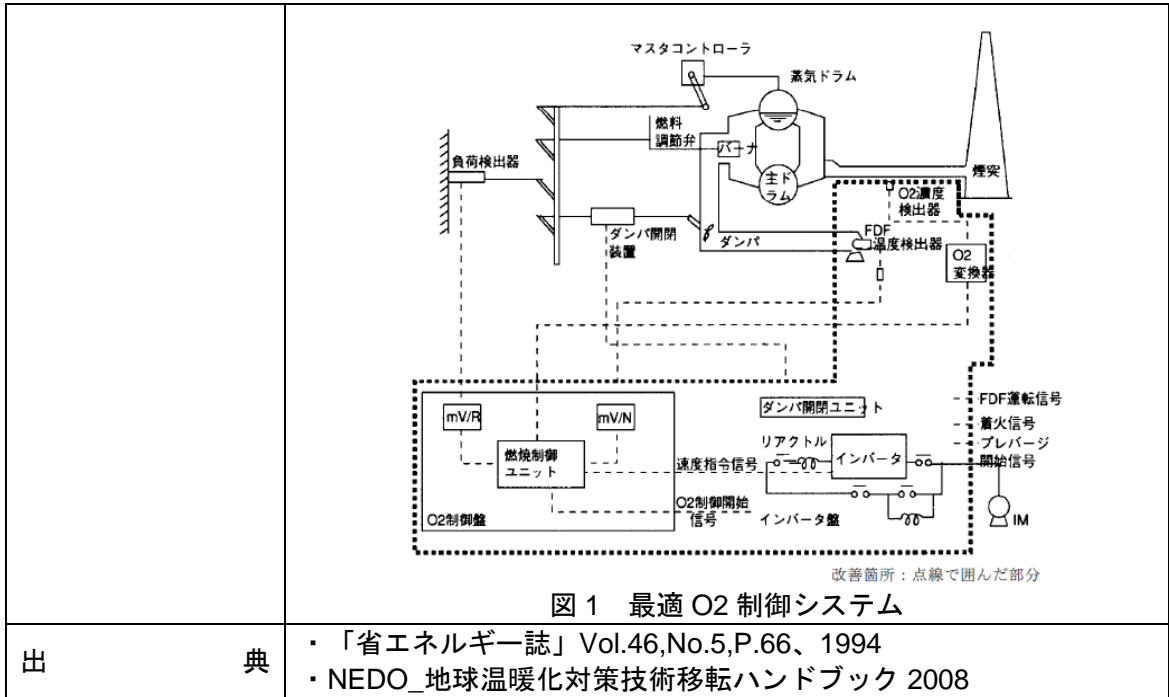 マスタコントローラ
蒸気ドラム
燃料
調節弁
バーナ
負荷検出器
主ド
ラム
煙突
O2濃度
検出器
ダンパ開閉
装置
ダンパ
FDF
温度検出器
O2
変換器
mV/R
mV/N
ダンパ開閉ユニット
FDF運転信号
着火信号
プレパージ
開始信号
燃焼制御
ユニット
リアクトル
インバータ
速度指令信号
O2制御開始
信号
O2制御盤
インバータ盤
IM
改善箇所:点線で囲んだ部分
図1 最適 O2 制御システム
出 典
・「省エネルギー誌」Vol.46,No.5,P.66、1994
・NEDO_地球温暖化対策技術移転ハンドブック 2008